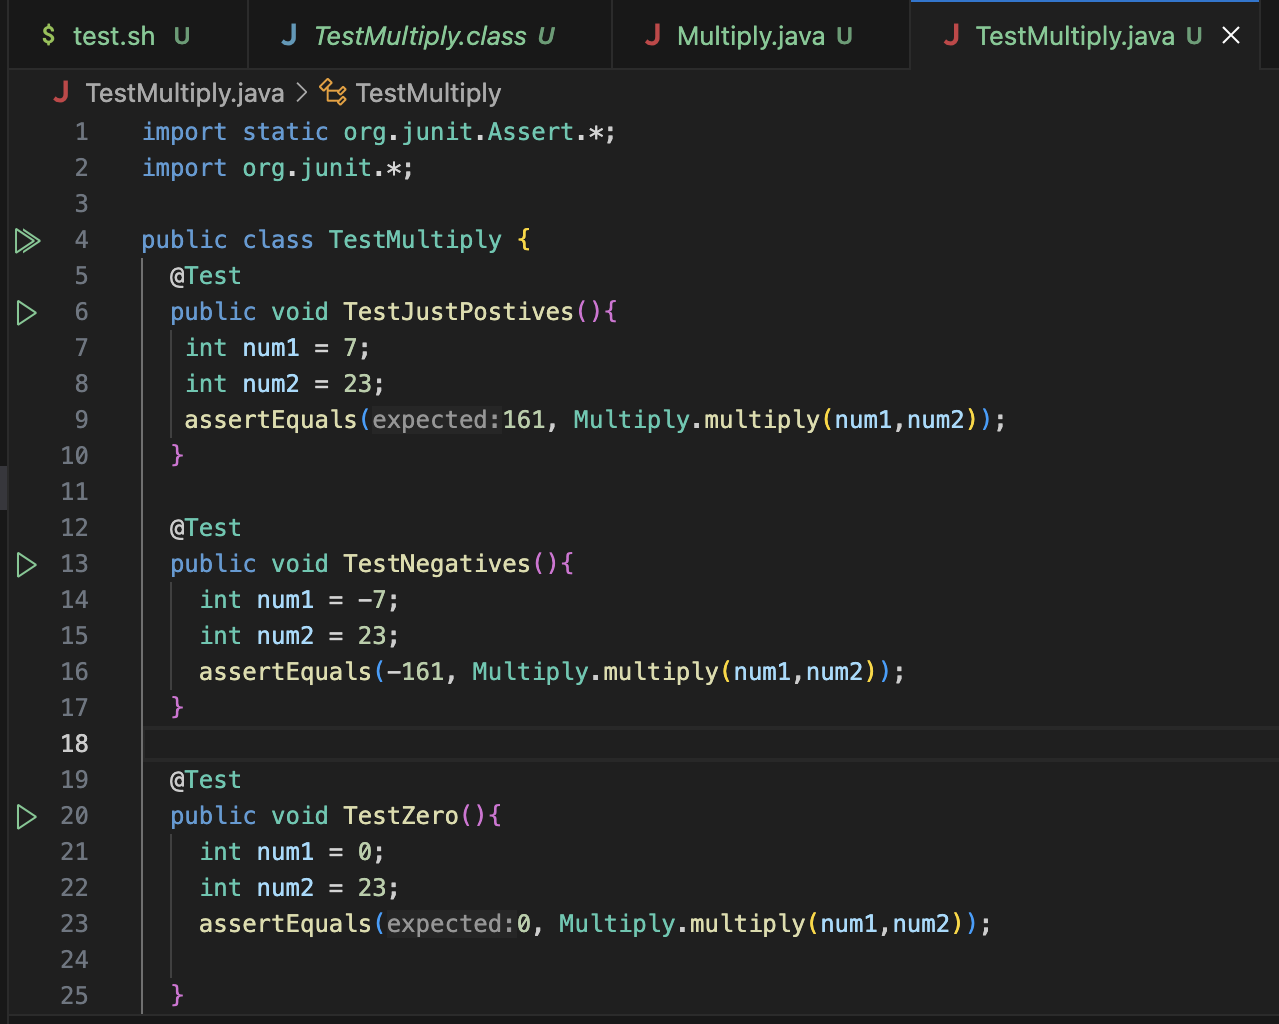 $ test.sh U J TestMultiply.class U J Multiply.java U J TestMultiply.java U ×
J TestMultiply.java > TestMultiply
1 import static org.junit.Assert.*;
2 import org.junit.*;
3
4 public class TestMultiply {
5 @Test
6 public void TestJustPostives(){
7 int num1 = 7;
8 int num2 = 23;
9 assertEquals(expected:161, Multiply.multiply(num1,num2));
10 }
11
12 @Test
13 public void TestNegatives(){
14 int num1 = -7;
15 int num2 = 23;
16 assertEquals(-161, Multiply.multiply(num1,num2));
17 }
18
19 @Test
20 public void TestZero(){
21 int num1 = 0;
22 int num2 = 23;
23 assertEquals(expected:0, Multiply.multiply(num1,num2));
24
25 }